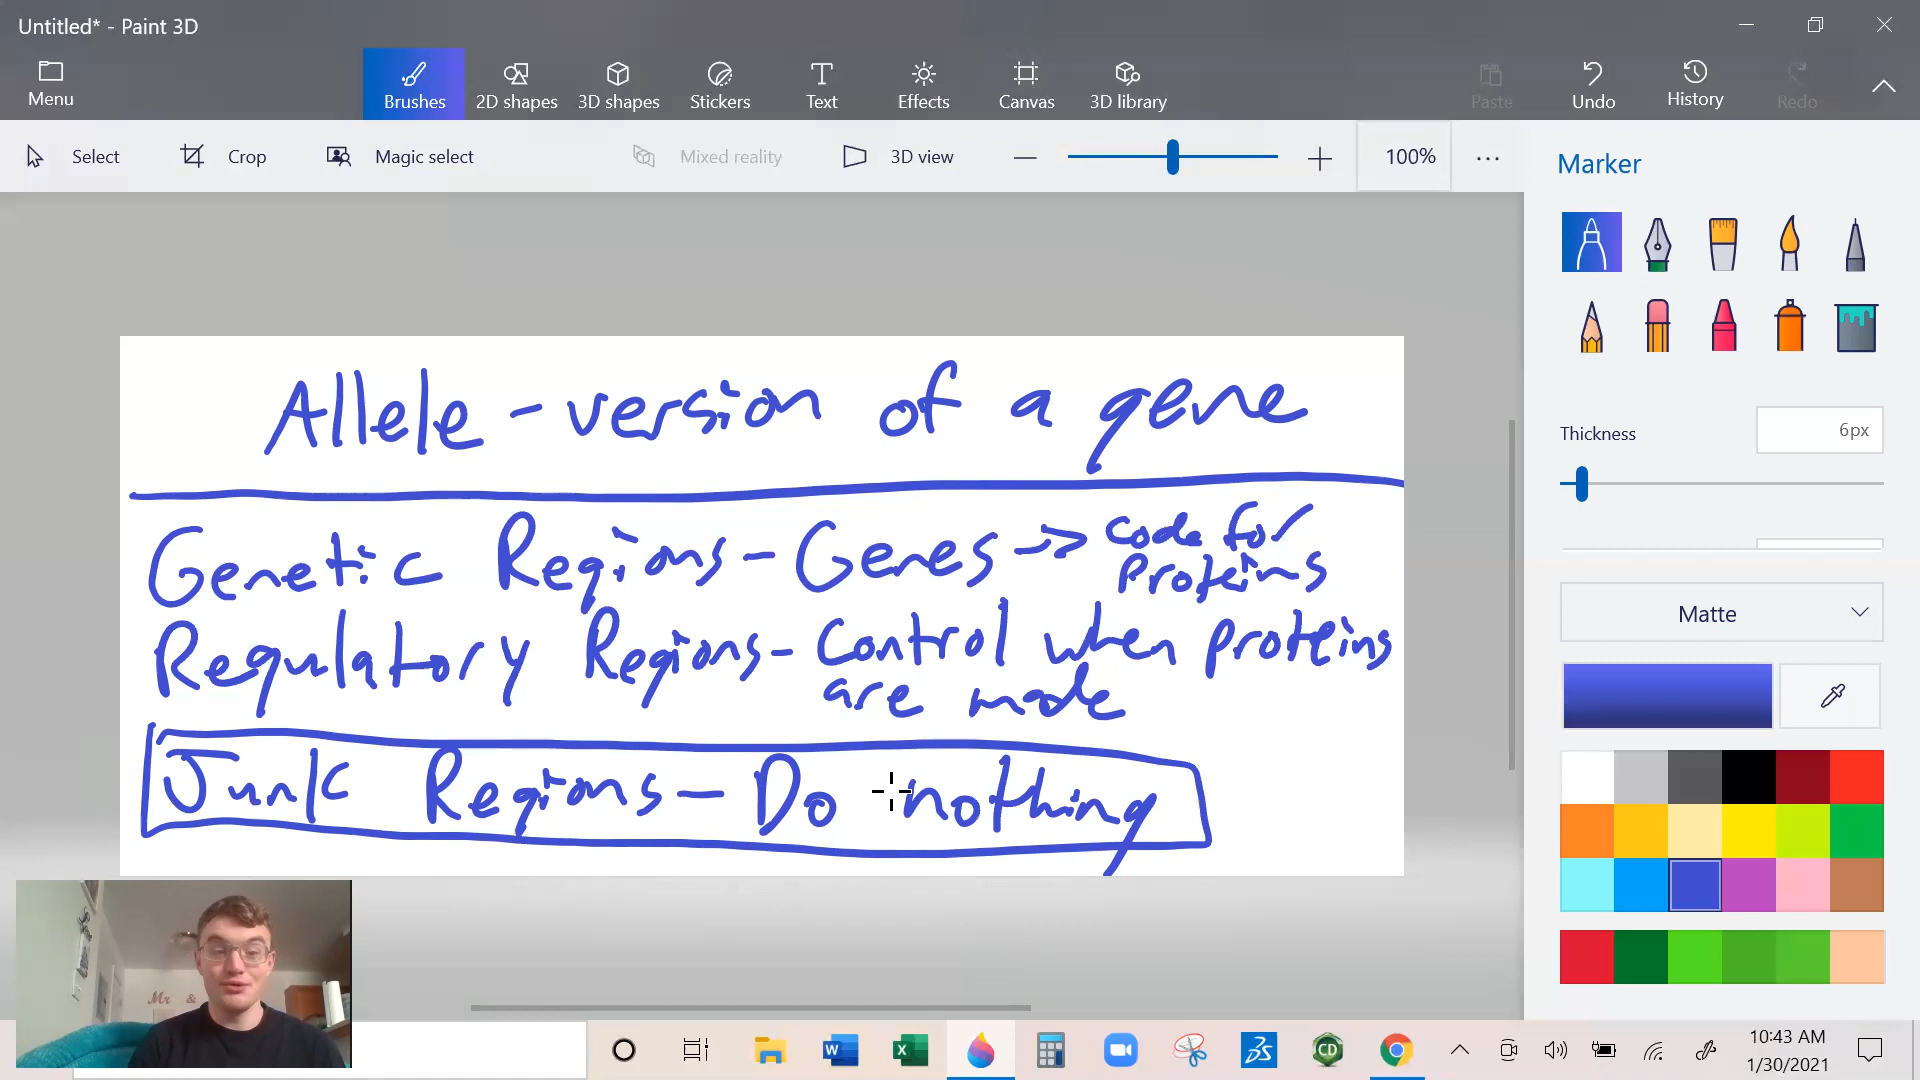 Untitled* - Paint 3D
Menu
Brushes 2D shapes 3D shapes Stickers Text Effects Canvas 3D library Paste Undo History Redo
Select Crop Magic select Mixed reality 3D view 100%
Marker
Thickness 6px
Matte
Allele - version of a gene
Genetic Regions - Genes -> code for
Proteins
Regulatory Regions - Control when proteins
are made
Junk Regions - Do nothing
Mr &
W X CD
10:43 AM
1/30/2021